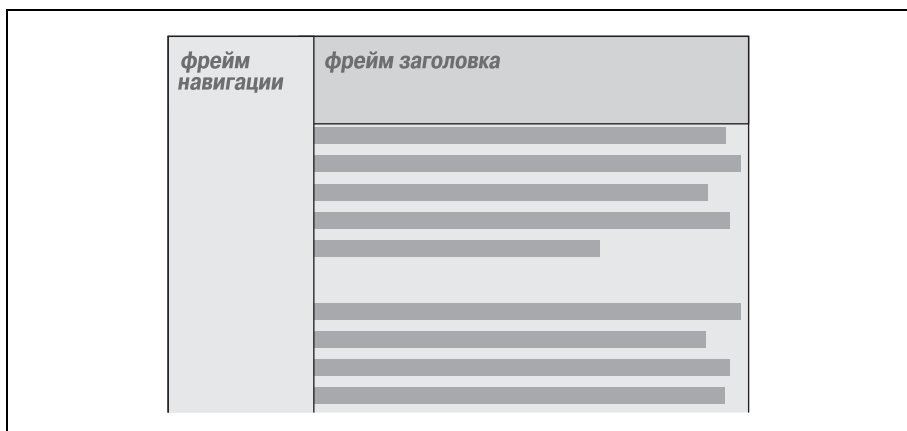 фрейм
навигации
фрейм заголовка